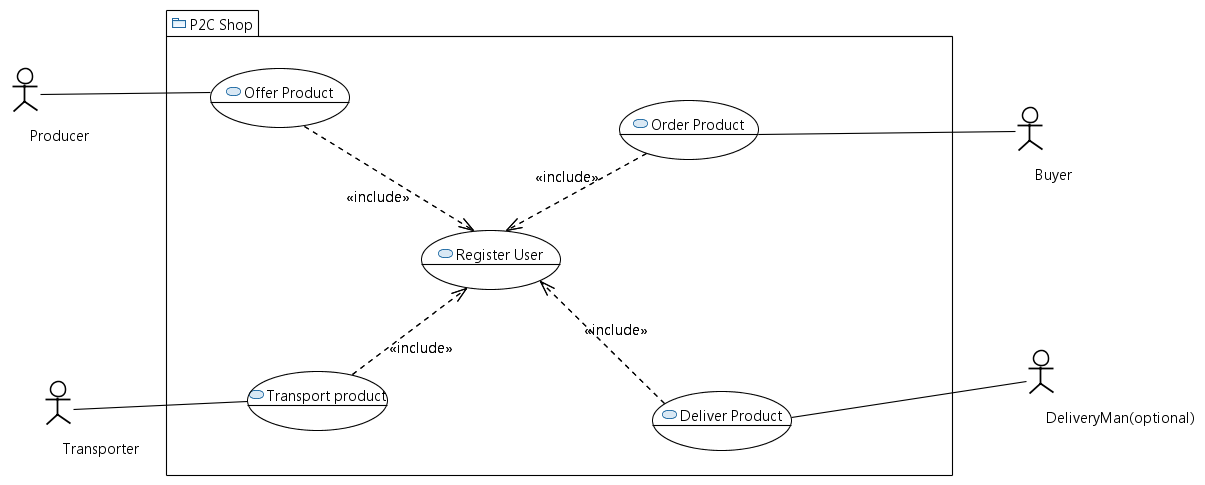 P2C Shop
Offer Product
Producer
Order Product
Buyer
«include»
«include»
Register User
«include»
«include»
Transport product
Transporter
Deliver Product
DeliveryMan(optional)